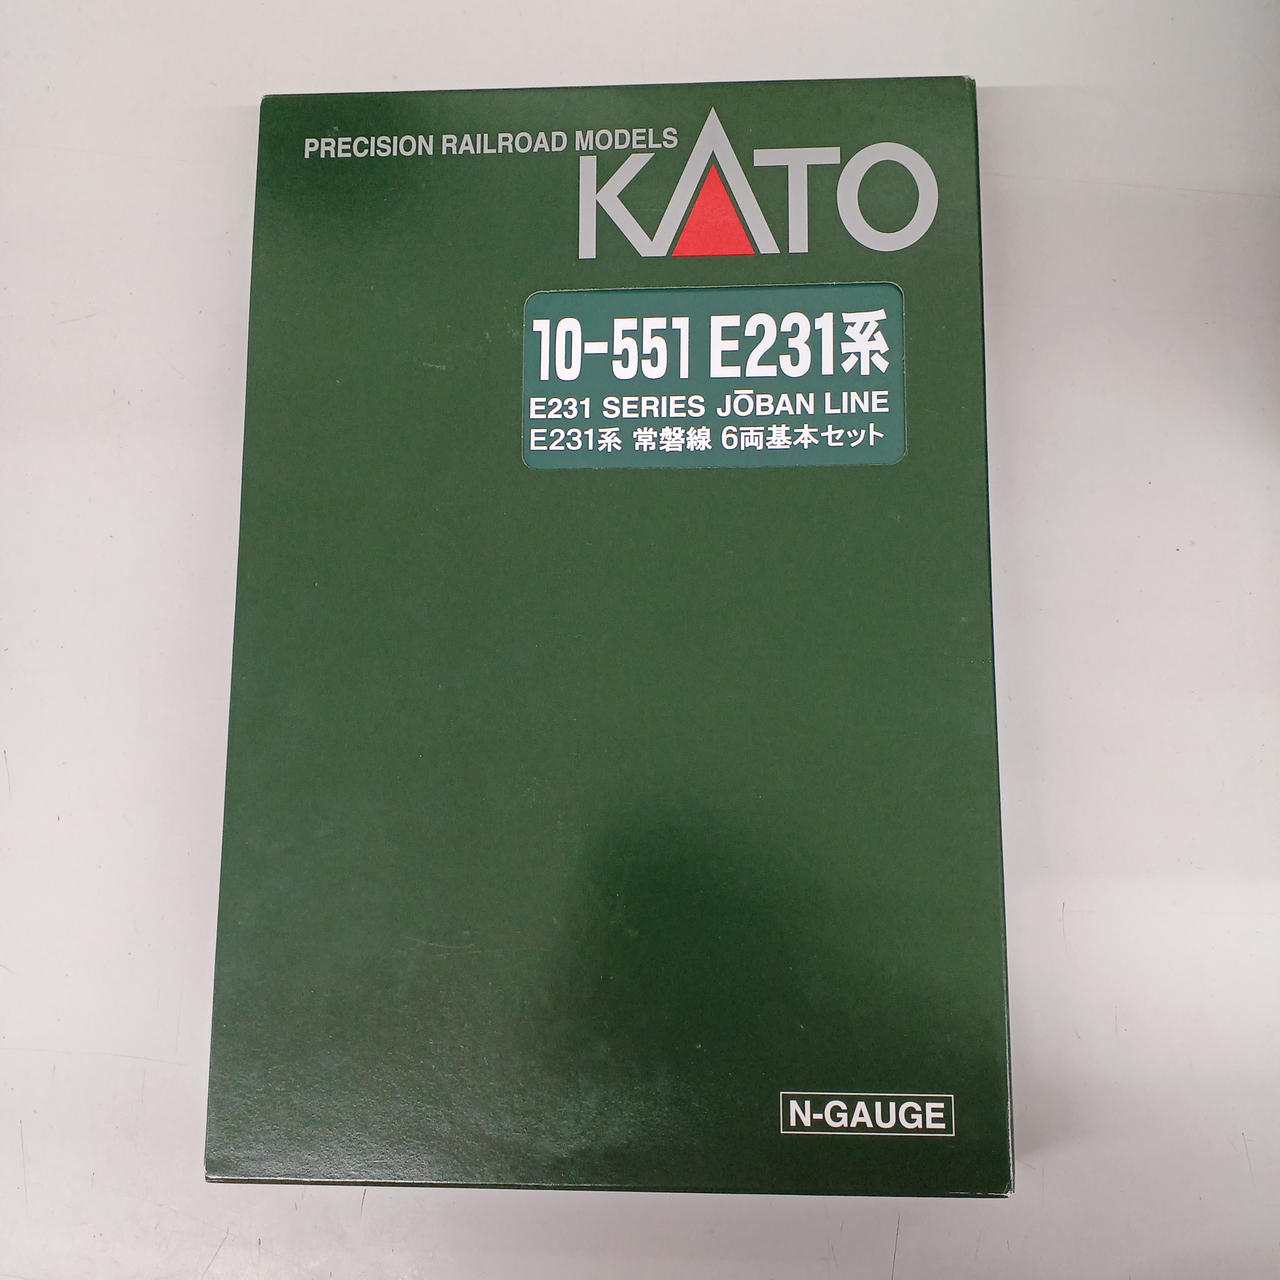 PRECISION RAILROAD MODELS
KATO
10-551 E231系
E231 SERIES JŌBAN LINE
E231系 常磐線 6両基本セット
N-GAUGE